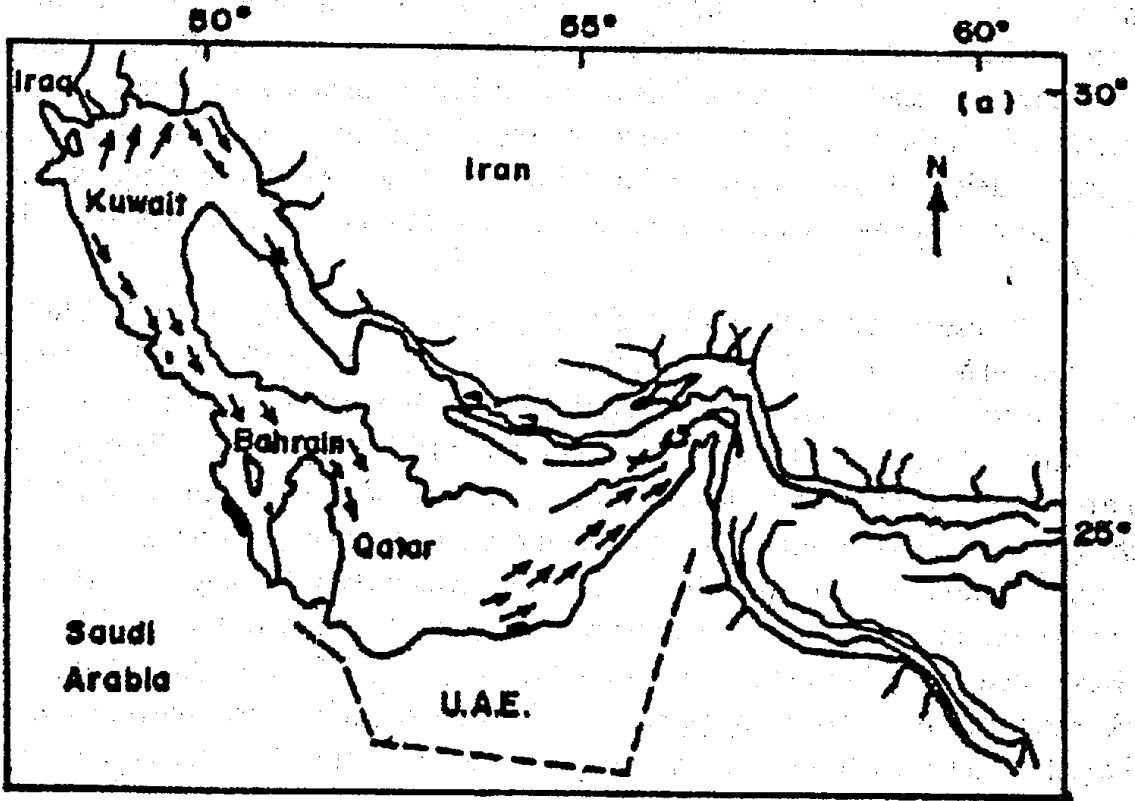 50° 55° 60°
Iraq
(a) 30°
Iran
N
Kuwait
Bahrain
25°
Qatar
Saudi
Arabia
U.A.E.